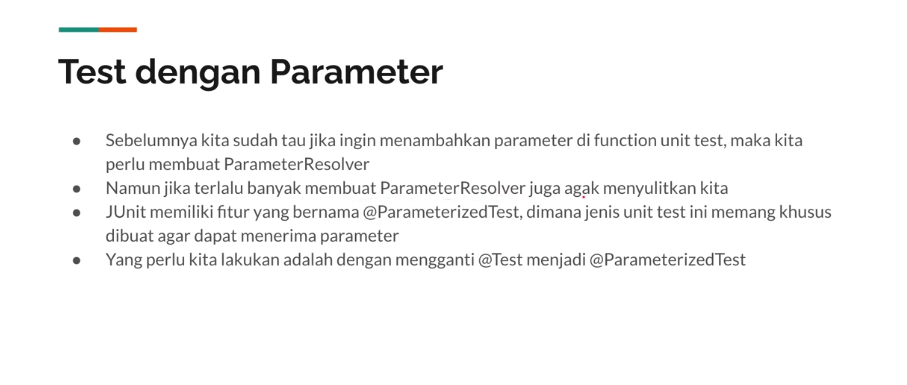 Test dengan Parameter
● Sebelumnya kita sudah tau jika ingin menambahkan parameter di function unit test, maka kita
perlu membuat ParameterResolver
● Namun jika terlalu banyak membuat ParameterResolver juga agak menyulitkan kita
● JUnit memiliki fitur yang bernama @ParameterizedTest, dimana jenis unit test ini memang khusus
dibuat agar dapat menerima parameter
● Yang perlu kita lakukan adalah dengan mengganti @Test menjadi @ParameterizedTest